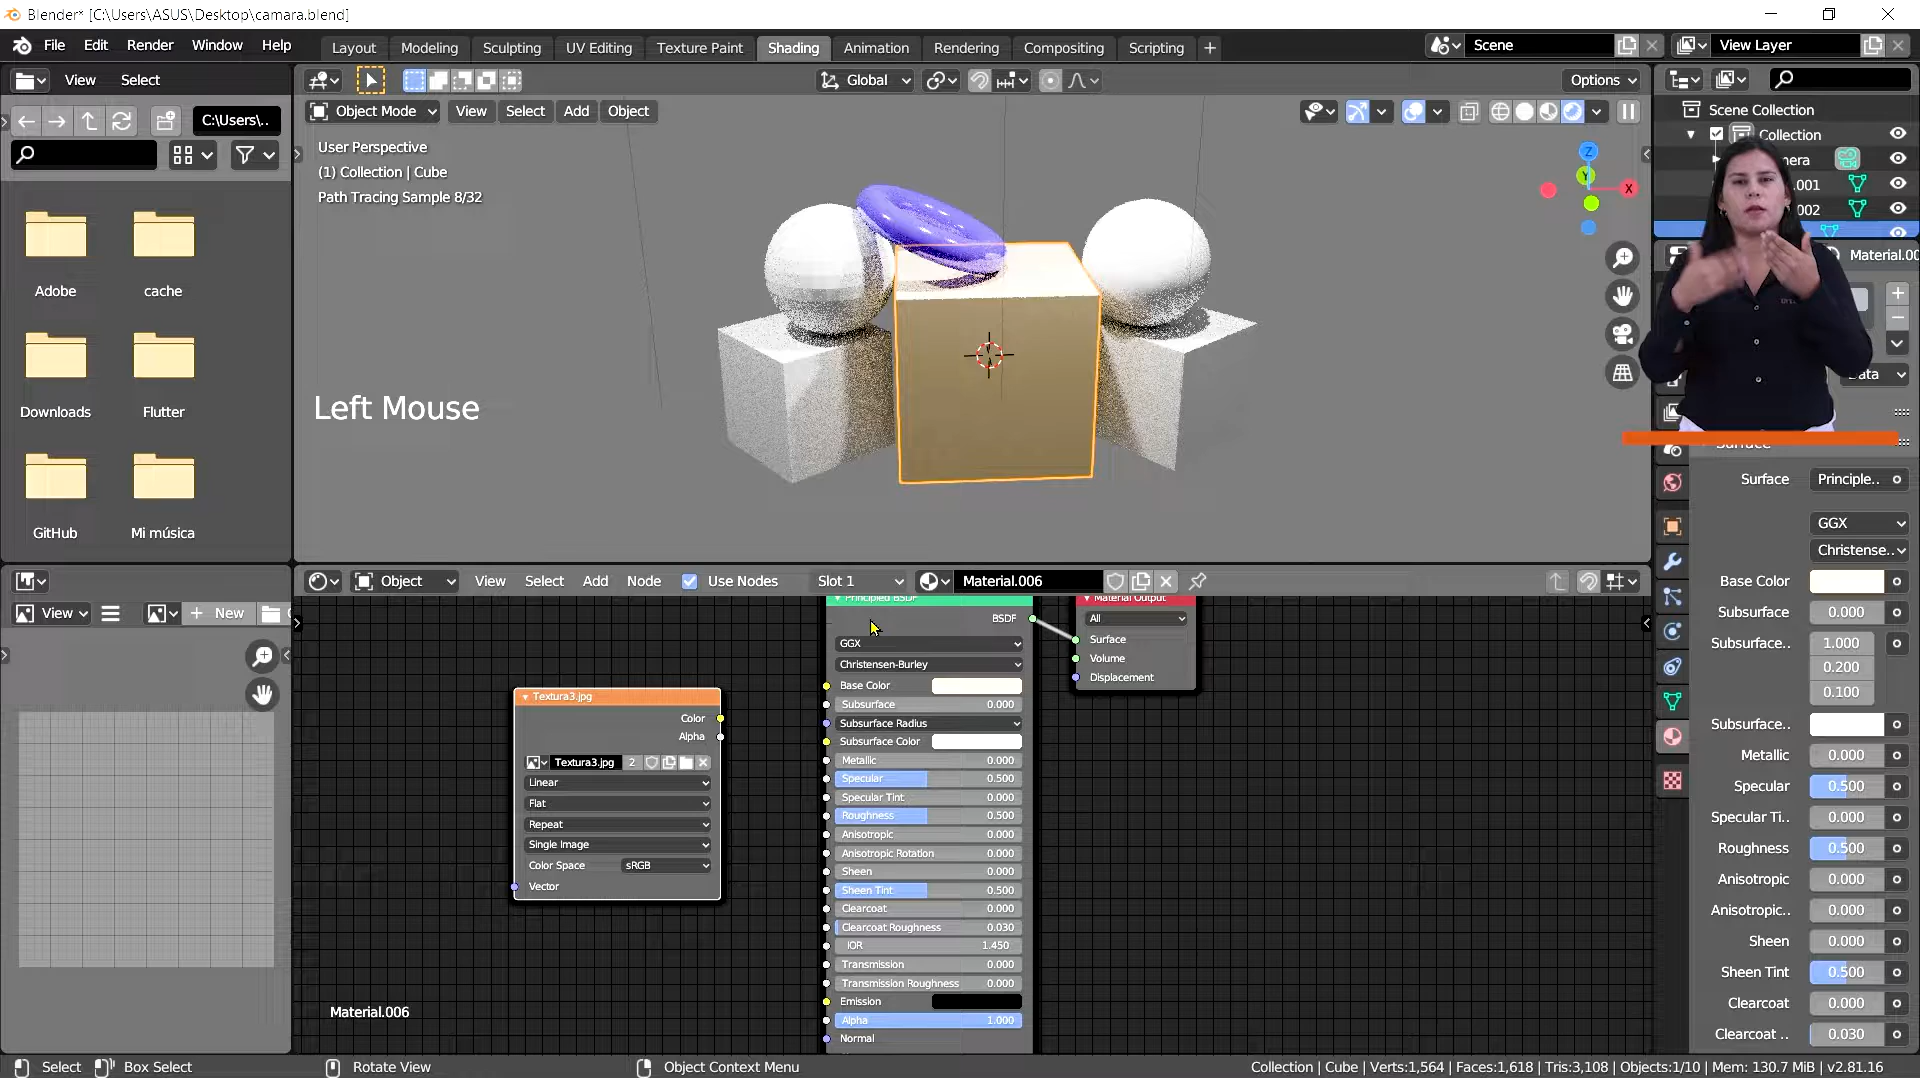 Blender* [C:\Users\ASUS\Desktop\camara.blend]
File Edit Render Window Help
Layout Modeling Sculpting UV Editing Texture Paint Shading Animation Rendering Compositing Scripting
Scene
View Layer
View Select
Global
Options
C:\Users\..
Object Mode View Select Add Object
User Perspective
(1) Collection | Cube
Path Tracing Sample 8/32
Z
Y
X
Left Mouse
Adobe
cache
Downloads
Flutter
GitHub
Mi música
Scene Collection
Collection
mera
.001
002
Material.00
Data
Surface
Surface
Principle..
GGX
Christense..
Base Color
Subsurface 0.000
Subsurface.. 1.000
0.200
0.100
Subsurface..
Metallic 0.000
Specular 0.500
Specular Ti.. 0.000
Roughness 0.500
Anisotropic 0.000
Anisotropic.. 0.000
Sheen 0.000
Sheen Tint 0.500
Clearcoat 0.000
Clearcoat .. 0.030
View New
Object View Select Add Node Use Nodes Slot 1 Material.006
Textura3.jpg
Color
Alpha
Textura3.jpg 2
Linear
Flat
Repeat
Single Image
Color Space sRGB
Vector
Principled BSDF
BSDF
GGX
Christensen-Burley
Base Color
Subsurface 0.000
Subsurface Radius
Subsurface Color
Metallic 0.000
Specular 0.500
Specular Tint 0.000
Roughness 0.500
Anisotropic 0.000
Anisotropic Rotation 0.000
Sheen 0.000
Sheen Tint 0.500
Clearcoat 0.000
Clearcoat Roughness 0.030
IOR 1.450
Transmission 0.000
Transmission Roughness 0.000
Emission
Alpha 1.000
Normal
Material Output
All
Surface
Volume
Displacement
Material.006
Select Box Select Rotate View Object Context Menu
Collection | Cube | Verts:1,564 | Faces:1,618 | Tris:3,108 | Objects:1/10 | Mem: 130.7 MiB | v2.81.16